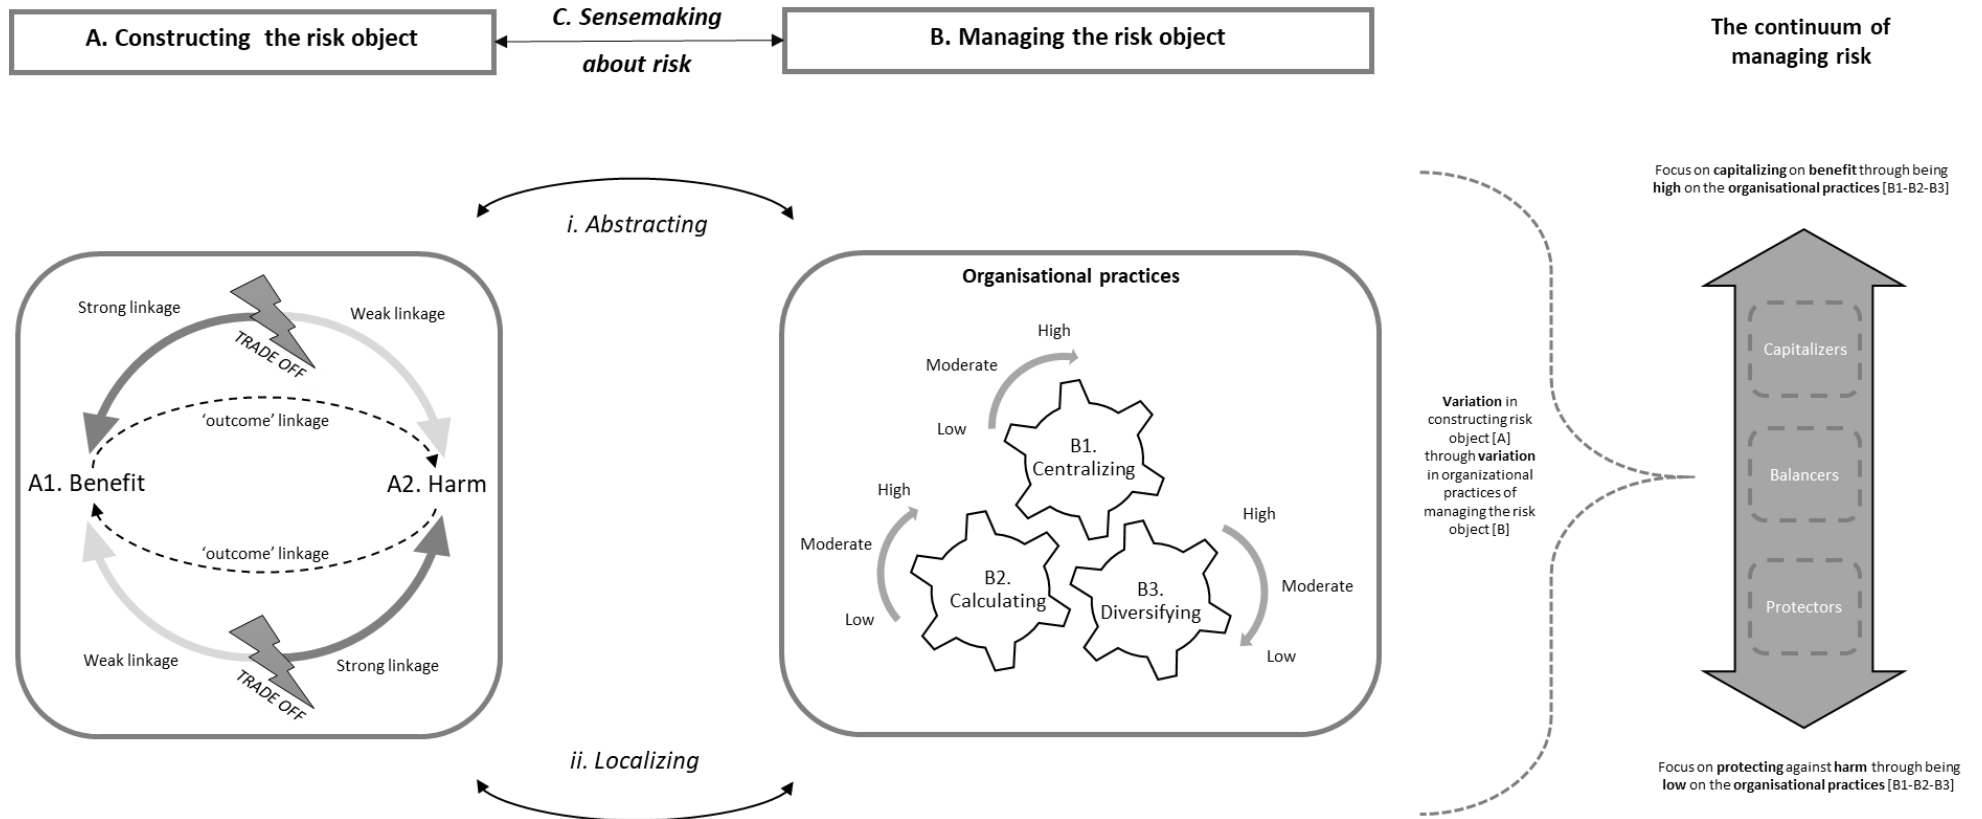 A. Constructing the risk object
C. Sensemaking
about risk
B. Managing the risk object
The continuum of
managing risk
i. Abstracting
Strong linkage
Weak linkage
TRADE OFF
‘outcome’ linkage
A1. Benefit
A2. Harm
‘outcome’ linkage
Weak linkage
Strong linkage
TRADE OFF
ii. Localizing
Organisational practices
High
Moderate
Low
B1.
Centralizing
High
Moderate
Low
B2.
Calculating
High
Moderate
Low
B3.
Diversifying
Variation in
constructing risk
object [A]
through variation
in organizational
practices of
managing the risk
object [B]
Focus on capitalizing on benefit through being
high on the organisational practices [B1-B2-B3]
Capitalizers
Balancers
Protectors
Focus on protecting against harm through being
low on the organisational practices [B1-B2-B3]